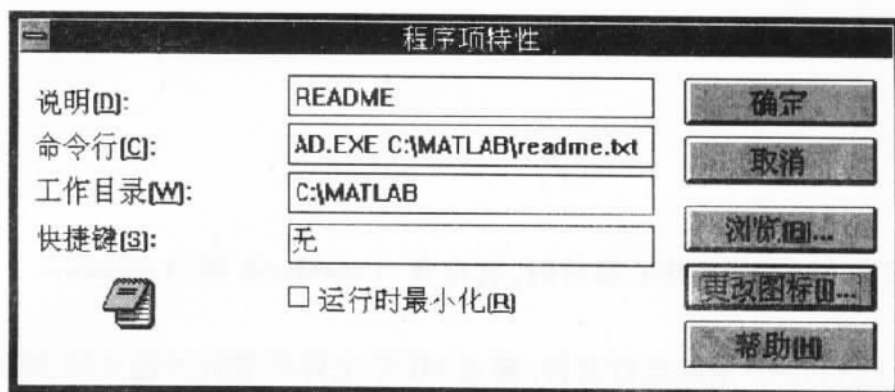 程序项特性
说明(D): README
命令行(C): AD.EXE C:\MATLAB\readme.txt
工作目录(W): C:\MATLAB
快捷键(S): 无
运行时最小化(R)
确定
取消
浏览(B)...
更改图标(I)...
帮助(H)